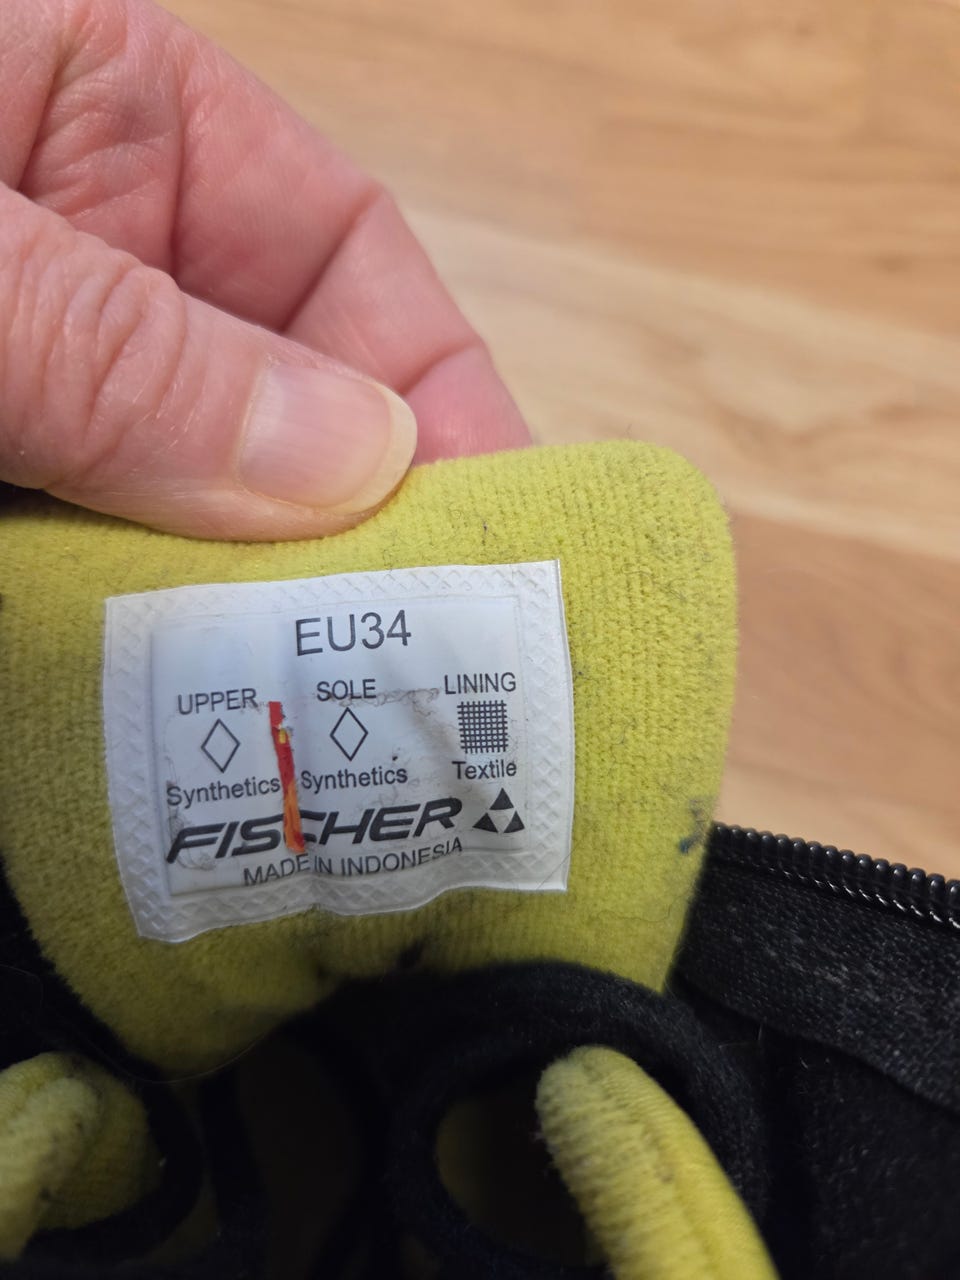 EU34
UPPER SOLE LINING
Synthetics Synthetics Textile
FISCHER
MADE IN INDONESIA